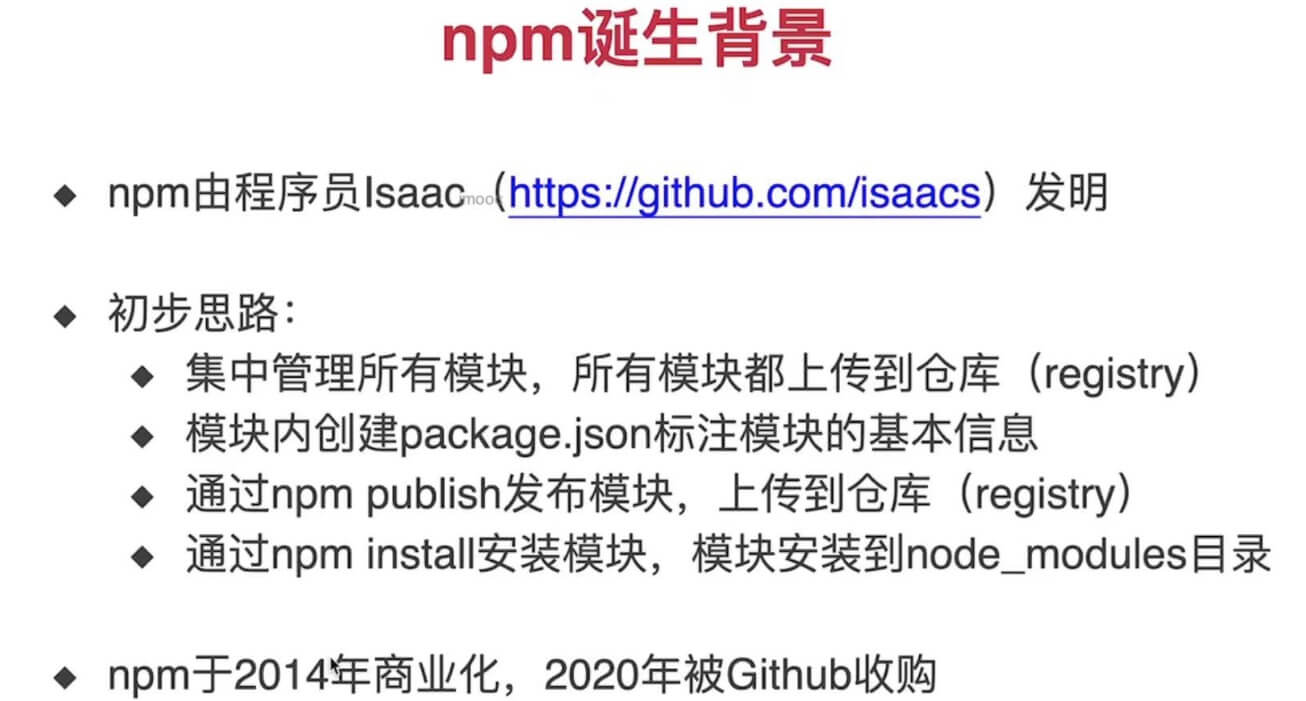 npm诞生背景
npm由程序员Isaac（https://github.com/isaacs）发明
初步思路：
集中管理所有模块，所有模块都上传到仓库（registry）
模块内创建package.json标注模块的基本信息
通过npm publish发布模块，上传到仓库（registry）
通过npm install安装模块，模块安装到node_modules目录
npm于2014年商业化，2020年被Github收购